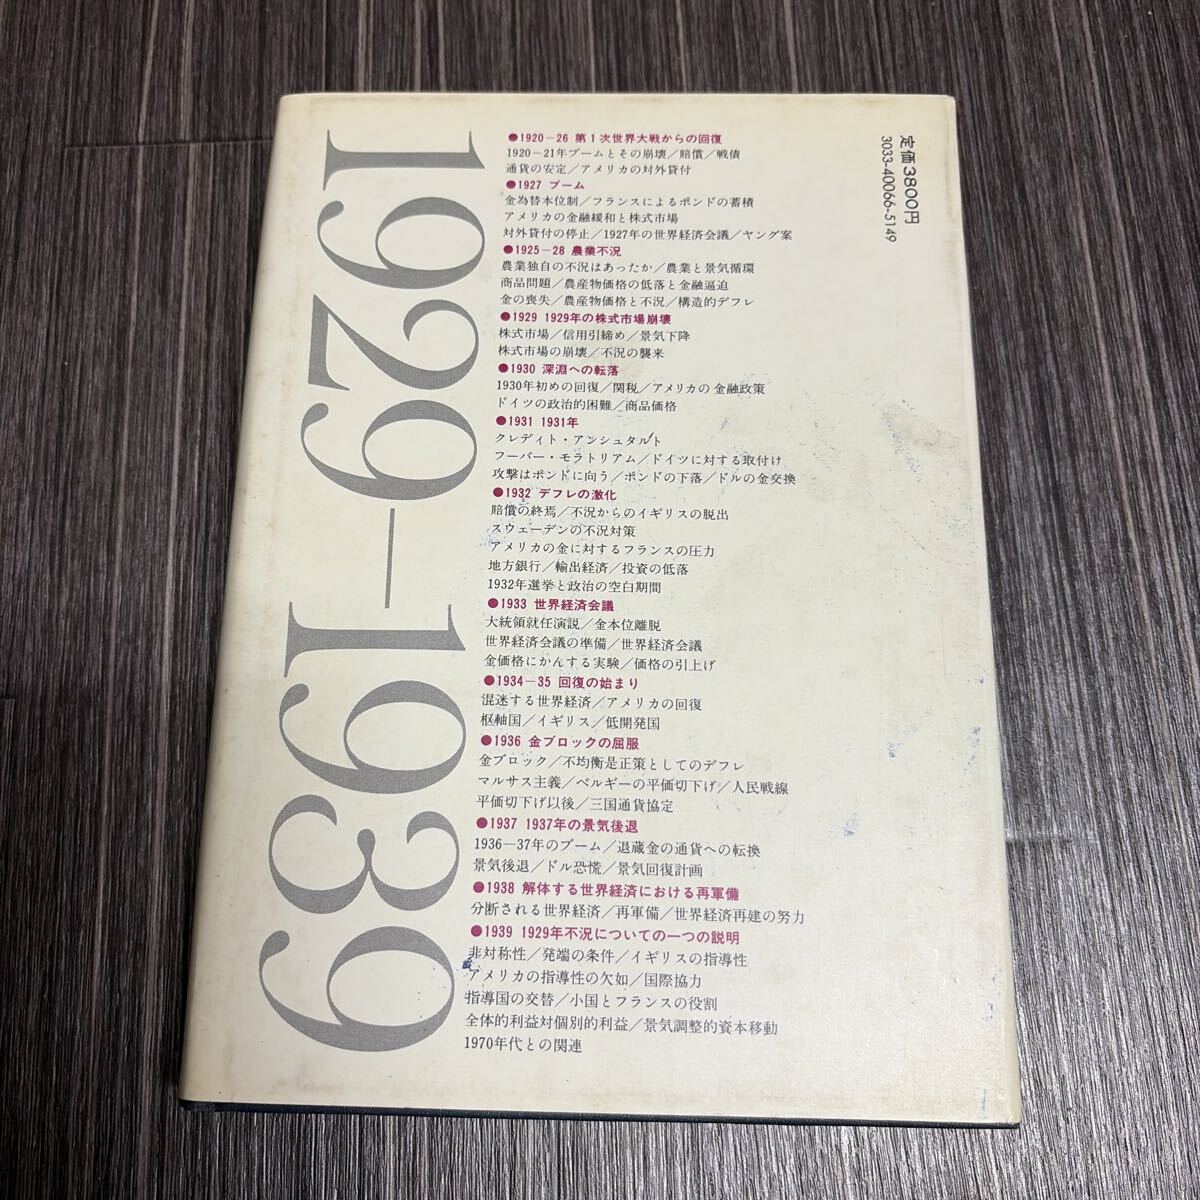 1929–1939
●1920−26 第1次世界大戦からの回復
1920−21年ブームとその崩壊／賠償／戦債
通貨の安定／アメリカの対外貸付
●1927 ブーム
金為替本位制／フランスによるポンドの蓄積
アメリカの金融緩和と株式市場
対外貸付の停止／1927年の世界経済会議／ヤング案
●1925−28 農業不況
農業独自の不況はあったか／農業と景気循環
商品問題／農産物価格の低落と金融逼迫
金の喪失／農産物価格と不況／構造的デフレ
●1929 1929年の株式市場崩壊
株式市場／信用引締め／景気下降
株式市場の崩壊／不況の襲来
●1930 深淵への転落
1930年初めの回復／関税／アメリカの金融政策
ドイツの政治的困難／商品価格
●1931 1931年
クレディト・アンシュタルト
フーバー・モラトリアム／ドイツに対する取付け
攻撃はポンドに向う／ポンドの下落／ドルの金交換
●1932 デフレの激化
賠償の終焉／不況からのイギリスの脱出
スウェーデンの不況対策
アメリカの金に対するフランスの圧力
地方銀行／輸出経済／投資の低落
1932年選挙と政治の空白期間
●1933 世界経済会議
大統領就任演説／金本位離脱
世界経済会議の準備／世界経済会議
金価格にかんする実験／価格の引上げ
●1934−35 回復の始まり
混迷する世界経済／アメリカの回復
枢軸国／イギリス／低開発国
●1936 金ブロックの屈服
金ブロック／不均衡是正策としてのデフレ
マルサス主義／ベルギーの平価切下げ／人民戦線
平価切下げ以後／三国通貨協定
●1937 1937年の景気後退
1936−37年のブーム／退蔵金の通貨への転換
景気後退／ドル恐慌／景気回復計画
●1938 解体する世界経済における再軍備
分断される世界経済／再軍備／世界経済再建の努力
●1939 1929年不況についての一つの説明
非対称性／発端の条件／イギリスの指導性
アメリカの指導性の欠如／国際協力
指導国の交替／小国とフランスの役割
全体的利益対個別的利益／景気調整的資本移動
1970年代との関連
定価3800円
3033-40066-5149